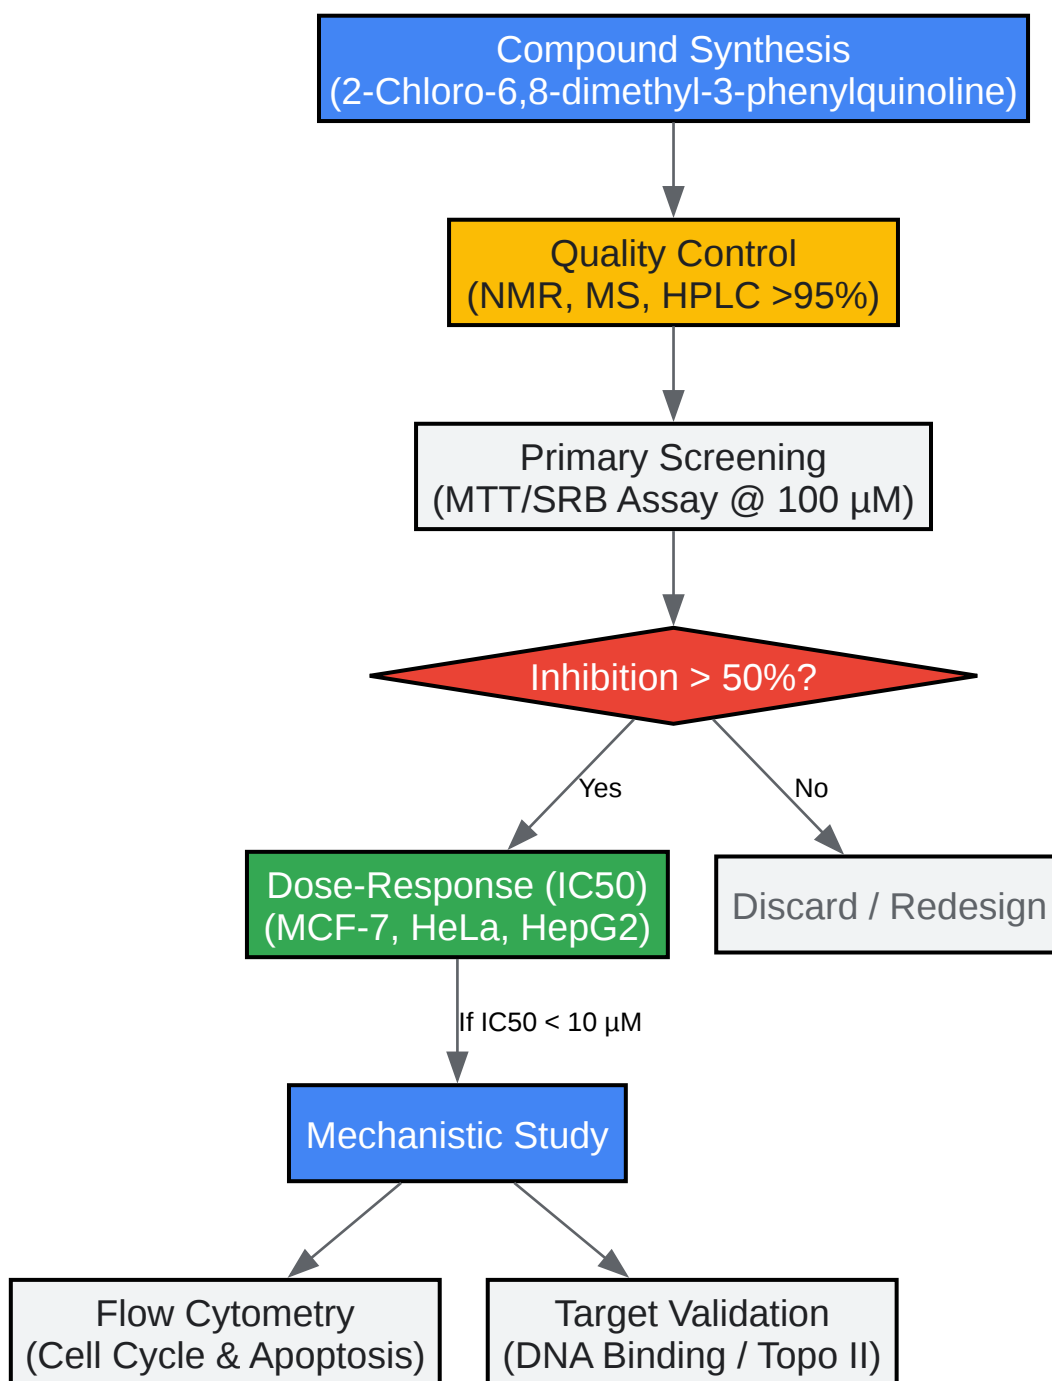 Compound Synthesis
(2-Chloro-6,8-dimethyl-3-phenylquinoline)
Quality Control
(NMR, MS, HPLC >95%)
Primary Screening
(MTT/SRB Assay @ 100 µM)
Inhibition > 50%?
Yes
No
Dose-Response (IC50)
(MCF-7, HeLa, HepG2)
Discard / Redesign
If IC50 < 10 µM
Mechanistic Study
Flow Cytometry
(Cell Cycle & Apoptosis)
Target Validation
(DNA Binding / Topo II)